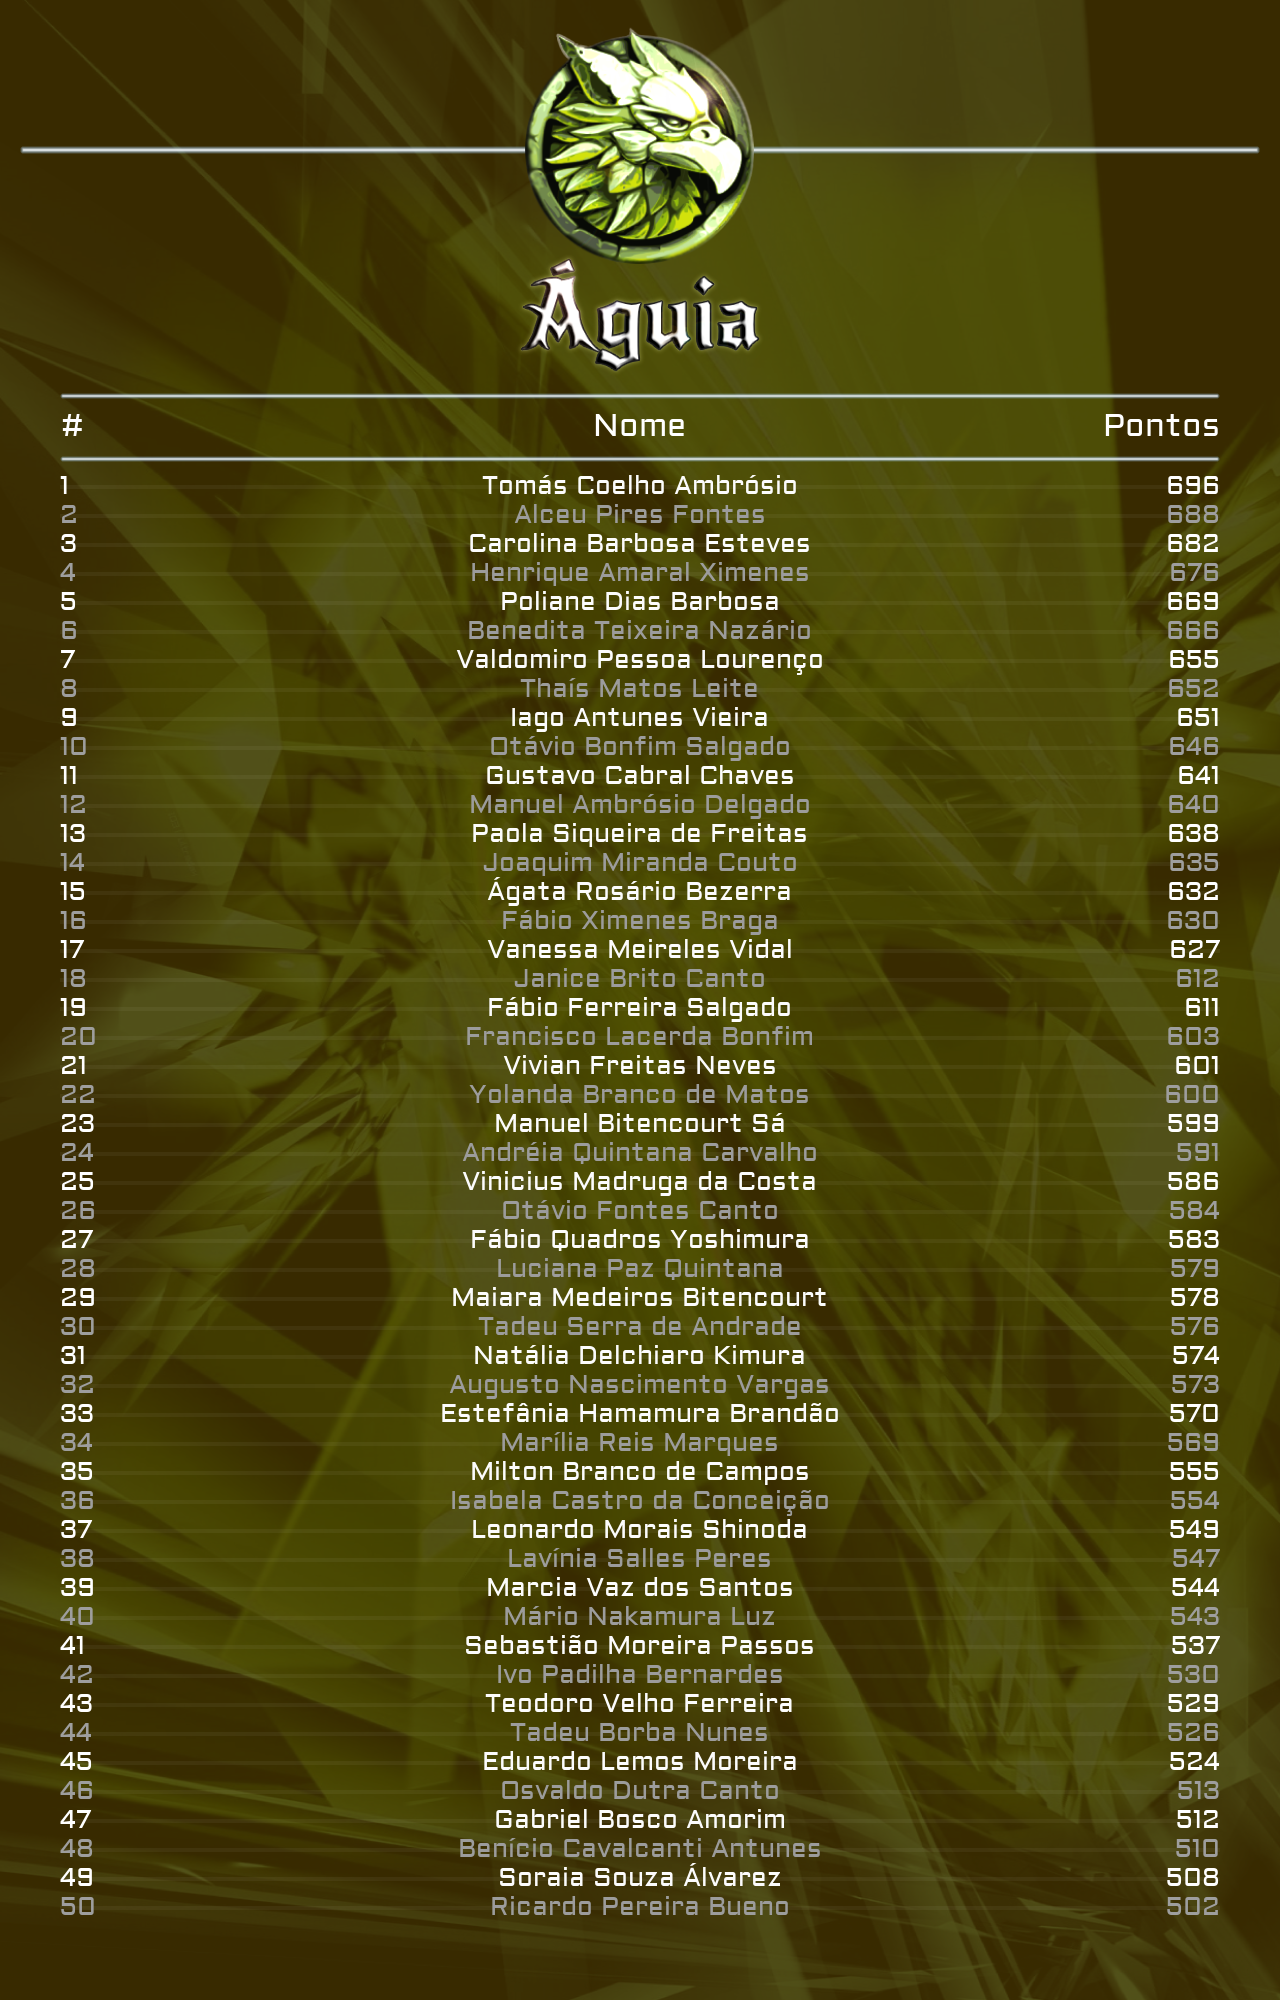 Águia
# Nome Pontos
1 Tomás Coelho Ambrósio 696
2 Alceu Pires Fontes 688
3 Carolina Barbosa Esteves 682
4 Henrique Amaral Ximenes 676
5 Poliane Dias Barbosa 669
6 Benedita Teixeira Nazário 666
7 Valdomiro Pessoa Lourenço 655
8 Thaís Matos Leite 652
9 Iago Antunes Vieira 651
10 Otávio Bonfim Salgado 646
11 Gustavo Cabral Chaves 641
12 Manuel Ambrósio Delgado 640
13 Paola Siqueira de Freitas 638
14 Joaquim Miranda Couto 635
15 Ágata Rosário Bezerra 632
16 Fábio Ximenes Braga 630
17 Vanessa Meireles Vidal 627
18 Janice Brito Canto 612
19 Fábio Ferreira Salgado 611
20 Francisco Lacerda Bonfim 603
21 Vivian Freitas Neves 601
22 Yolanda Branco de Matos 600
23 Manuel Bitencourt Sá 599
24 Andréia Quintana Carvalho 591
25 Vinicius Madruga da Costa 586
26 Otávio Fontes Canto 584
27 Fábio Quadros Yoshimura 583
28 Luciana Paz Quintana 579
29 Maiara Medeiros Bitencourt 578
30 Tadeu Serra de Andrade 576
31 Natália Delchiaro Kimura 574
32 Augusto Nascimento Vargas 573
33 Estefânia Hamamura Brandão 570
34 Marília Reis Marques 569
35 Milton Branco de Campos 555
36 Isabela Castro da Conceição 554
37 Leonardo Morais Shinoda 549
38 Lavínia Salles Peres 547
39 Marcia Vaz dos Santos 544
40 Mário Nakamura Luz 543
41 Sebastião Moreira Passos 537
42 Ivo Padilha Bernardes 530
43 Teodoro Velho Ferreira 529
44 Tadeu Borba Nunes 526
45 Eduardo Lemos Moreira 524
46 Osvaldo Dutra Canto 513
47 Gabriel Bosco Amorim 512
48 Benício Cavalcanti Antunes 510
49 Soraia Souza Álvarez 508
50 Ricardo Pereira Bueno 502